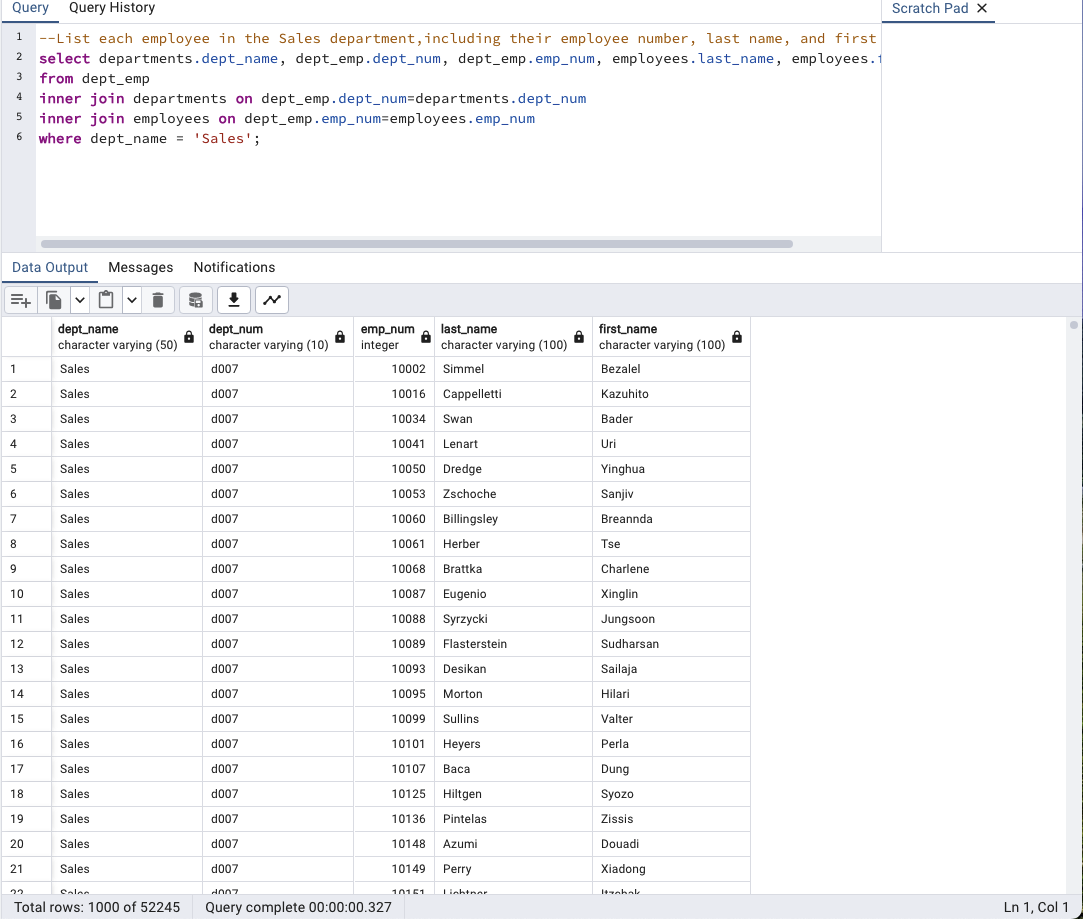 Query Query History Scratch Pad
1 --List each employee in the Sales department,including their employee number, last name, and first
2 select departments.dept_name, dept_emp.dept_num, dept_emp.emp_num, employees.last_name, employees.
3 from dept_emp
4 inner join departments on dept_emp.dept_num=departments.dept_num
5 inner join employees on dept_emp.emp_num=employees.emp_num
6 where dept_name = 'Sales';
Data Output Messages Notifications
dept_name dept_num emp_num last_name first_name
character varying (50) character varying (10) integer character varying (100) character varying (100)
1 Sales d007 10002 Simmel Bezalel
2 Sales d007 10016 Cappelletti Kazuhito
3 Sales d007 10034 Swan Bader
4 Sales d007 10041 Lenart Uri
5 Sales d007 10050 Dredge Yinghua
6 Sales d007 10053 Zschoche Sanjiv
7 Sales d007 10060 Billingsley Breannda
8 Sales d007 10061 Herber Tse
9 Sales d007 10068 Brattka Charlene
10 Sales d007 10087 Eugenio Xinglin
11 Sales d007 10088 Syrzycki Jungsoon
12 Sales d007 10089 Flasterstein Sudharsan
13 Sales d007 10093 Desikan Sailaja
14 Sales d007 10095 Morton Hilari
15 Sales d007 10099 Sullins Valter
16 Sales d007 10101 Heyers Perla
17 Sales d007 10107 Baca Dung
18 Sales d007 10125 Hiltgen Syozo
19 Sales d007 10136 Pintelas Zissis
20 Sales d007 10148 Azumi Douadi
21 Sales d007 10149 Perry Xiadong
22 Sales d007 10151
Total rows: 1000 of 52245 Query complete 00:00:00.327 Ln 1, Col 1